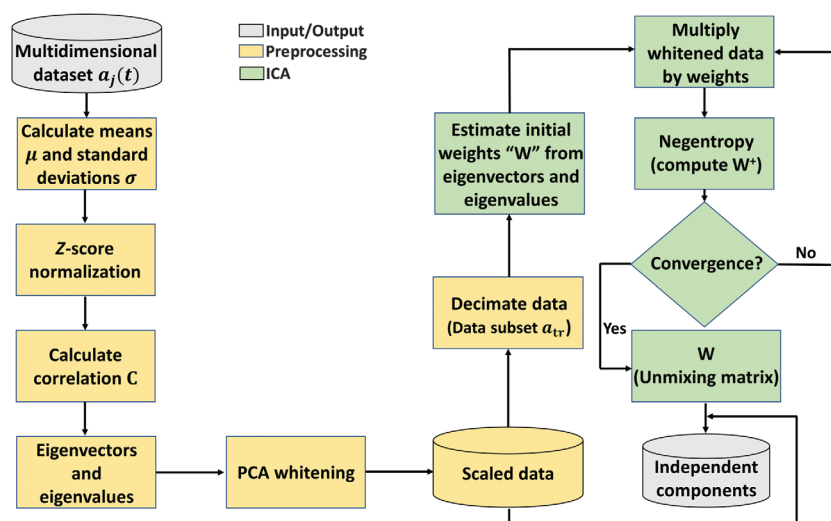 Multidimensional
dataset a_j(t)
Calculate means
μ and standard
deviations σ
Z-score
normalization
Calculate
correlation C
Eigenvectors
and
eigenvalues
PCA whitening
Input/Output
Preprocessing
ICA
Scaled data
Decimate data
(Data subset a_tr)
Estimate initial
weights “W” from
eigenvectors and
eigenvalues
Multiply
whitened data
by weights
Negentropy
(compute W⁺)
Convergence?
No
Yes
W
(Unmixing matrix)
Independent
components